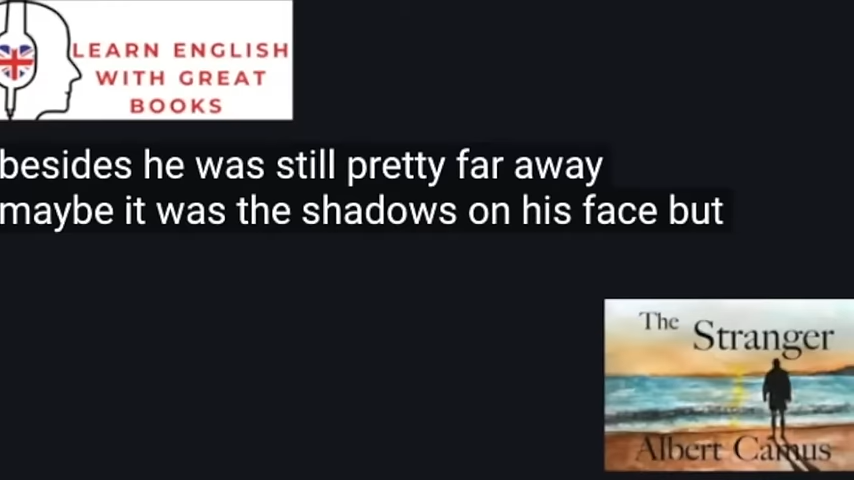 LEARN ENGLISH
WITH GREAT
BOOKS
besides he was still pretty far away
maybe it was the shadows on his face but
The Stranger
Albert Camus